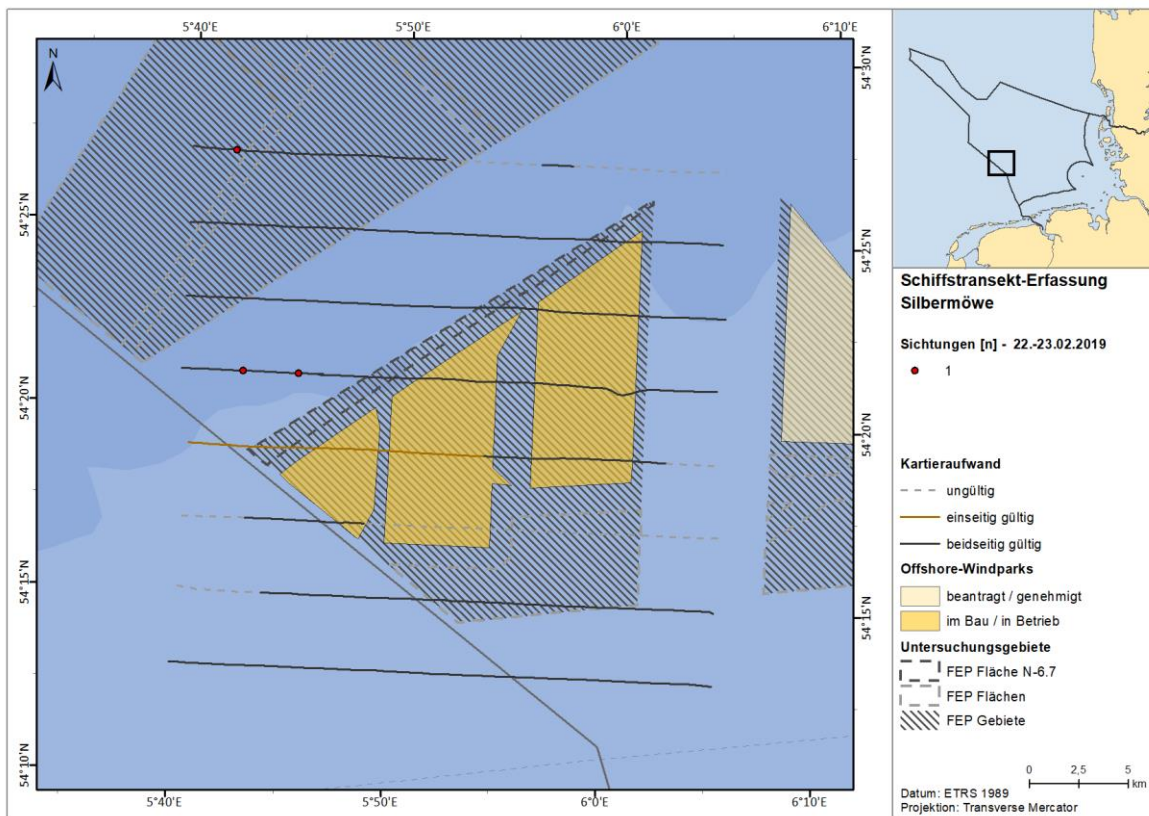 5°40'E 5°50'E 6°0'E 6°10'E
N
54°30'N
54°25'N
54°25'N
54°20'N
54°20'N
54°15'N
54°15'N
54°10'N
5°40'E 5°50'E 6°0'E 6°10'E
Schiffstransekt-Erfassung
Silbermöwe
Sichtungen [n] - 22.-23.02.2019
1
Kartieraufwand
ungültig
einseitig gültig
beidseitig gültig
Offshore-Windparks
beantragt / genehmigt
im Bau / in Betrieb
Untersuchungsgebiete
FEP Fläche N-6.7
FEP Flächen
FEP Gebiete
0 2,5 5
km
Datum: ETRS 1989
Projektion: Transverse Mercator